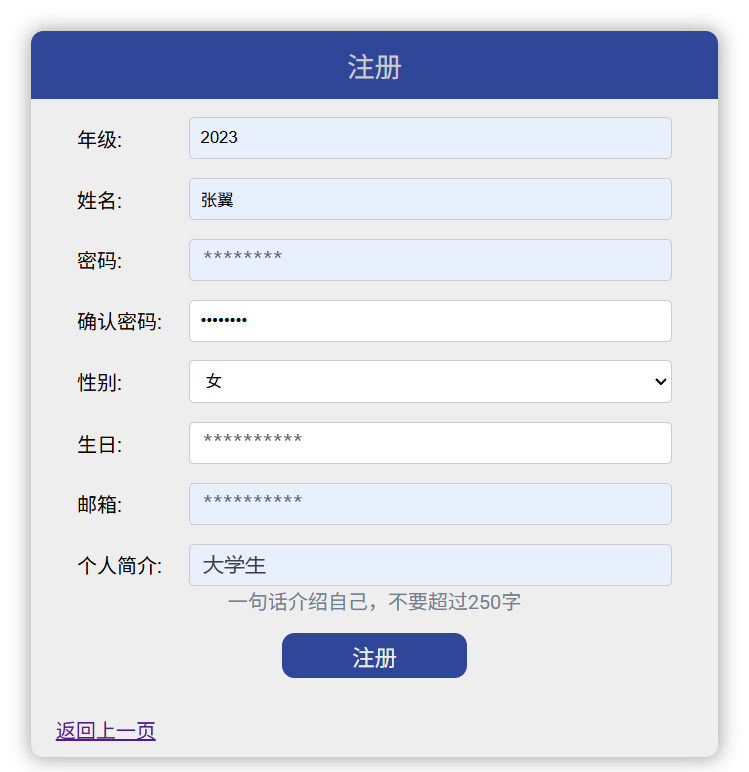 注册
年级: 2023
姓名: 张翼
密码: ********
确认密码: ••••••••
性别: 女
生日: **********
邮箱: **********
个人简介: 大学生
一句话介绍自己，不要超过250字
注册
返回上一页